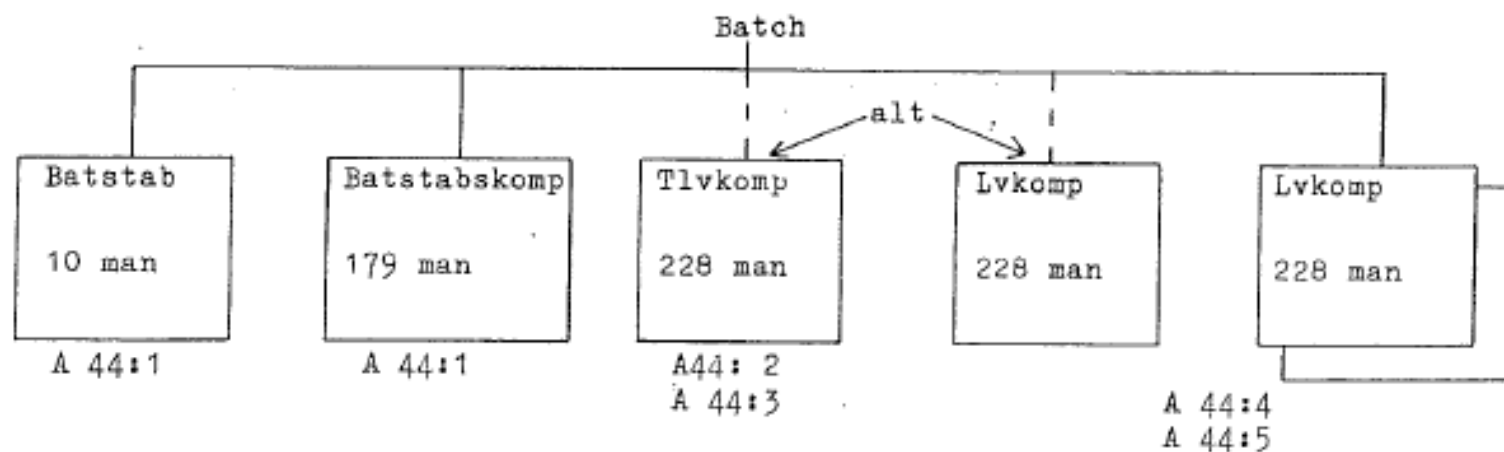 Batch
alt
Batstab
10 man
A 44:1
Batstabskomp
179 man
A 44:1
Tlvkomp
228 man
A44: 2
A 44:3
Lvkomp
228 man
Lvkomp
228 man
A 44:4
A 44:5